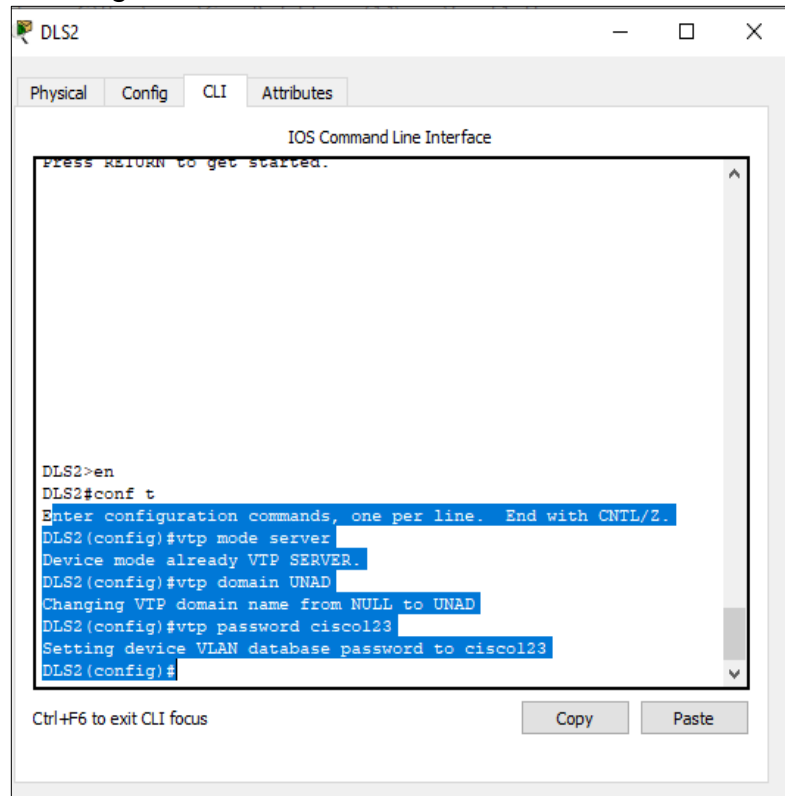 DLS2
Physical Config CLI Attributes
IOS Command Line Interface
Press RETURN to get started.
DLS2>en
DLS2#conf t
Enter configuration commands, one per line. End with CNTL/Z.
DLS2(config)#vtp mode server
Device mode already VTP SERVER.
DLS2(config)#vtp domain UNAD
Changing VTP domain name from NULL to UNAD
DLS2(config)#vtp password cisco123
Setting device VLAN database password to cisco123
DLS2(config)#
Ctrl+F6 to exit CLI focus
Copy Paste